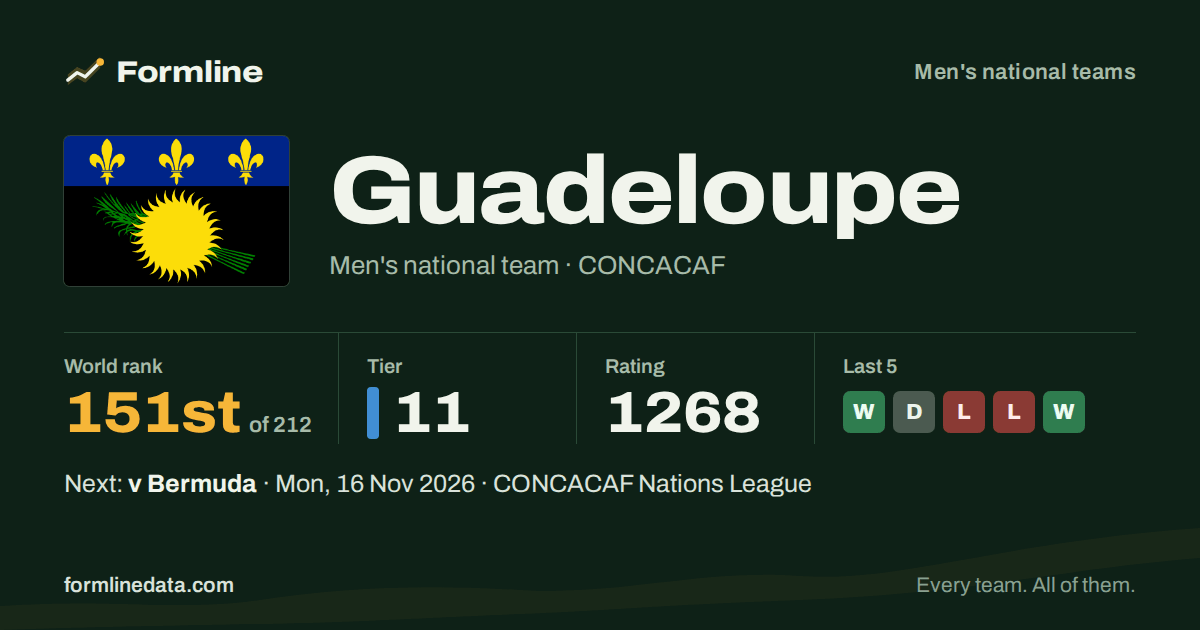 Formline
Men's national teams
Guadeloupe
Men's national team · CONCACAF
World rank
151st of 212
Tier
11
Rating
1268
Last 5
W D L L W
Next: v Bermuda · Mon, 16 Nov 2026 · CONCACAF Nations League
formlinedata.com
Every team. All of them.